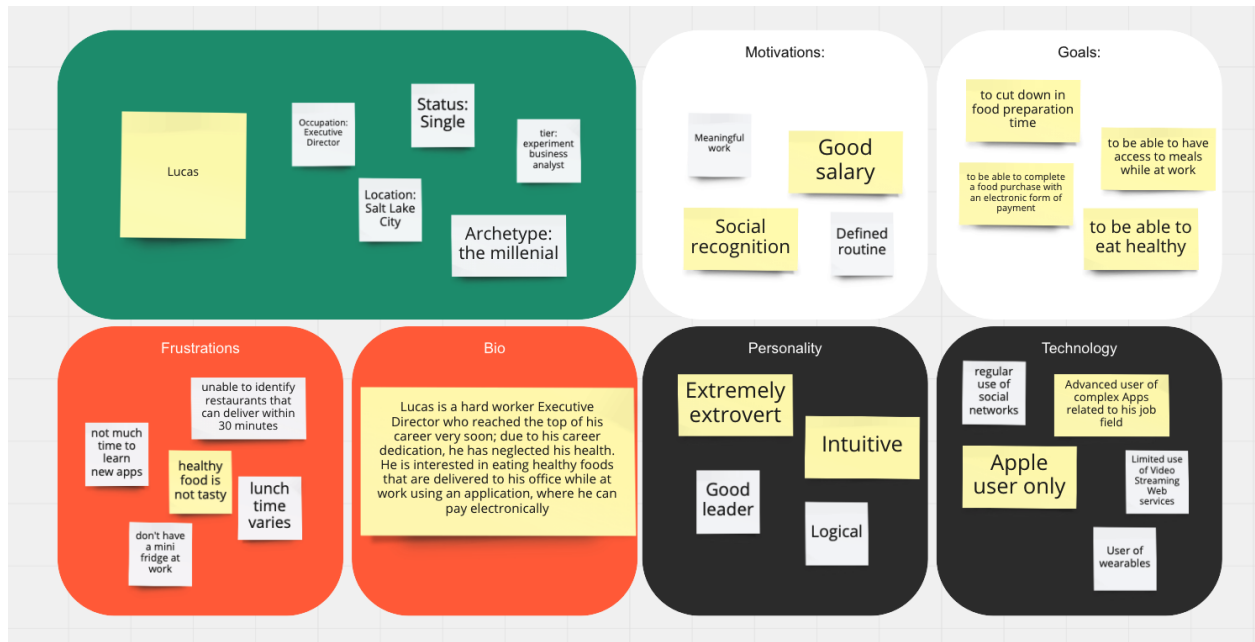 Lucas
Occupation:
Executive
Director
Status:
Single
tier:
experiment
business
analyst
Location:
Salt Lake
City
Archetype:
the millenial
Motivations:
Meaningful
work
Good
salary
Social
recognition
Defined
routine
Goals:
to cut down in
food preparation
time
to be able to have
access to meals
while at work
to be able to complete
a food purchase with
an electronic form of
payment
to be able to
eat healthy
Frustrations
unable to identify
restaurants that
can deliver within
30 minutes
not much
time to
learn
new apps
healthy
food is
not tasty
lunch
time
varies
don't have
a mini
fridge at
work
Bio
Lucas is a hard worker Executive
Director who reached the top of his
career very soon; due to his career
dedication, he has neglected his health.
He is interested in eating healthy foods
that are delivered to his office while at
work using an application, where he can
pay electronically
Personality
Extremely
extrovert
Intuitive
Good
leader
Logical
Technology
regular
use of
social
networks
Advanced user of
complex Apps
related to his job
field
Apple
user only
Limited use
of Video
Streaming
Web
services
User of
wearables